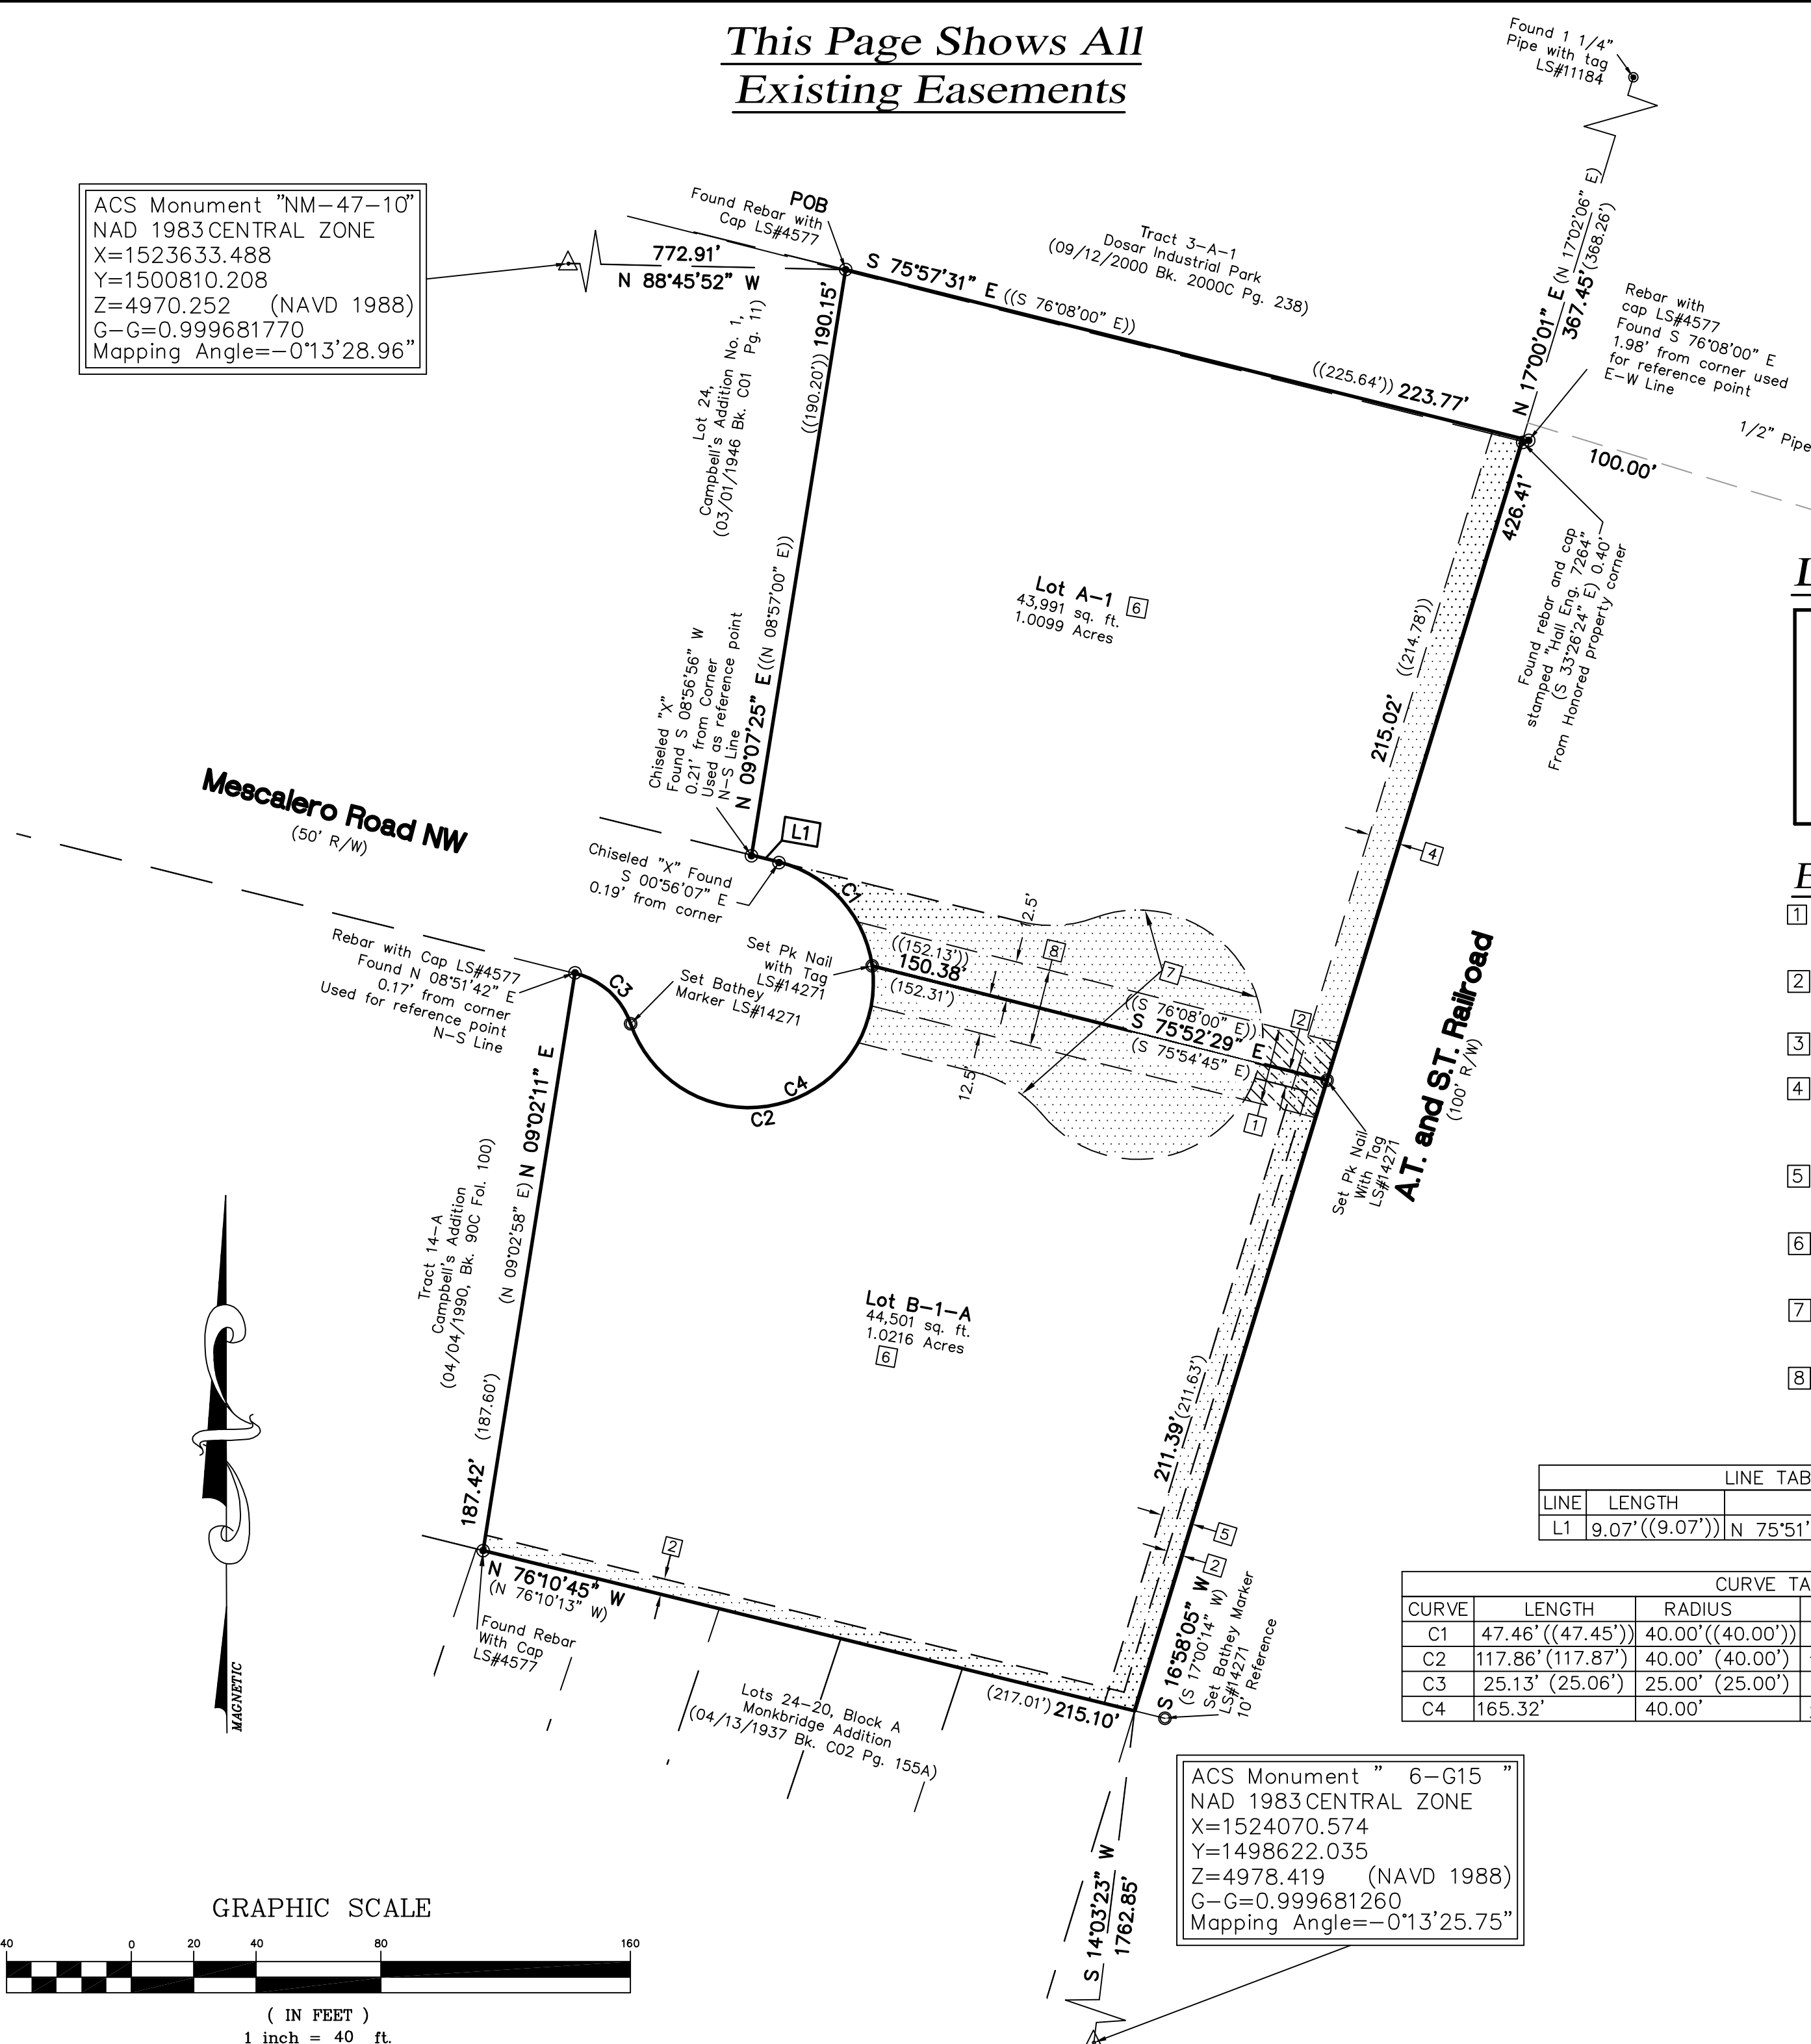 This Page Shows All
Existing Easements
Found 1 1/4"
Pipe with tag
LS#11184
ACS Monument "NM-47-10"
NAD 1983 CENTRAL ZONE
X=1523633.488
Y=1500810.208
Z=4970.252 (NAVD 1988)
G-G=0.999681770
Mapping Angle=-0°13'28.96"
Found Rebar with
Cap LS#4577
POB
772.91'
N 88°45'52" W
S 75°57'31" E ((S 76°08'00" E))
((225.64')) 223.77'
Tract 3-A-1
Dosar Industrial Park
(09/12/2000 Bk. 2000C Pg. 238)
N 17°00'01" E (N 17°02'06" E)
367.45' (368.26')
Rebar with
cap LS#4577
Found S 76°08'00" E
1.98' from corner used
for reference point
E-W Line
1/2" Pipe
100.00'
426.41'
Found rebar and cap
stamped "Hall Eng. 7264"
(S 33°26'24" E) 0.40'
From Honored property corner
Lot 24,
Campbell's Addition No. 1,
(03/01/1946 Bk. C01 Pg. 11)
((190.20')) 190.15'
N 09°07'25" E ((N 08°57'00" E))
Lot A-1
43,991 sq. ft.
1.0099 Acres
6
215.02' ((214.78'))
4
Chiseled "X"
Found S 08°56'56" W
0.21' from Corner
Used as reference point
N-S Line
Mescalero Road NW
(50' R/W)
L1
Chiseled "X" Found
S 00°56'07" E
0.19' from corner
C1
Rebar with Cap LS#4577
Found N 08°51'42" E
0.17' from corner
Used for reference point
N-S Line
C3
Set Bathey
Marker LS#14271
Set Pk Nail
with Tag
LS#14271
((152.13'))
150.38'
(152.31')
12.5'
8
7
((S 76°08'00" E))
S 75°52'29" E
(S 75°54'45" E)
12.5'
2
1
C4
C2
A.T. and S.T. Railroad
(100' R/W)
Set Pk Nail
With Tag
LS#14271
Tract 14-A
Campbell's Addition
(04/04/1990, Bk. 90C Fol. 100)
(N 09°02'58" E) N 09°02'11" E
187.42' (187.60')
Lot B-1-A
44,501 sq. ft.
1.0216 Acres
6
211.39' (211.63')
5
2
2
N 76°10'45" W
(N 76°10'13" W)
(217.01') 215.10'
Found Rebar
With Cap
LS#4577
Lots 24-20, Block A
Monkbridge Addition
(04/13/1937 Bk. C02 Pg. 155A)
S 16°58'05" W
(S 17°00'14" W)
Set Bathey Marker
LS#14271
10' Reference
S 14°03'23" W
1762.85'
MAGNETIC
1
2
3
4
5
6
7
8
LINE TAB
LINE LENGTH
L1 9.07'((9.07')) N 75°51'
CURVE TA
CURVE LENGTH RADIUS
C1 47.46'((47.45')) 40.00'((40.00'))
C2 117.86'(117.87') 40.00' (40.00')
C3 25.13' (25.06') 25.00' (25.00')
C4 165.32' 40.00'
ACS Monument " 6-G15 "
NAD 1983 CENTRAL ZONE
X=1524070.574
Y=1498622.035
Z=4978.419 (NAVD 1988)
G-G=0.999681260
Mapping Angle=-0°13'25.75"
GRAPHIC SCALE
40 0 20 40 80 160
( IN FEET )
1 inch = 40 ft.